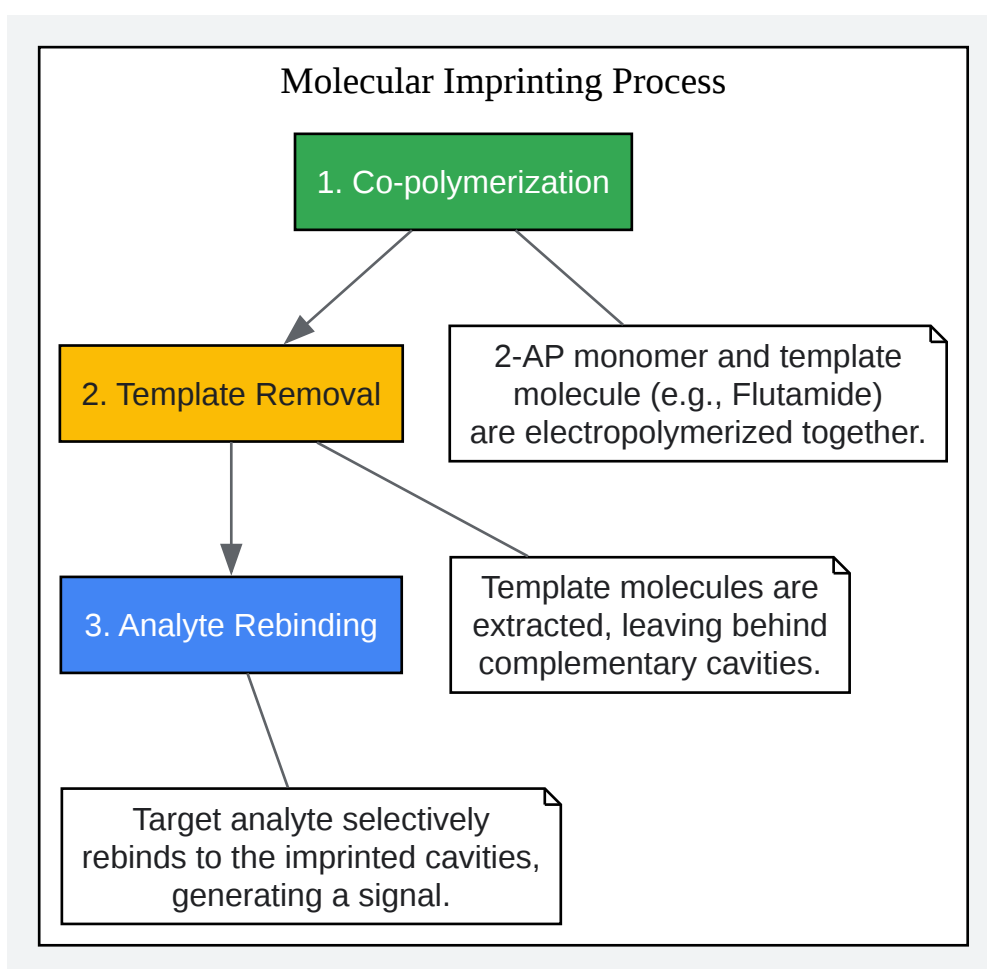 Molecular Imprinting Process
1. Co-polymerization
2. Template Removal
2-AP monomer and template
molecule (e.g., Flutamide)
are electropolymerized together.
3. Analyte Rebinding
Template molecules are
extracted, leaving behind
complementary cavities.
Target analyte selectively
rebinds to the imprinted cavities,
generating a signal.